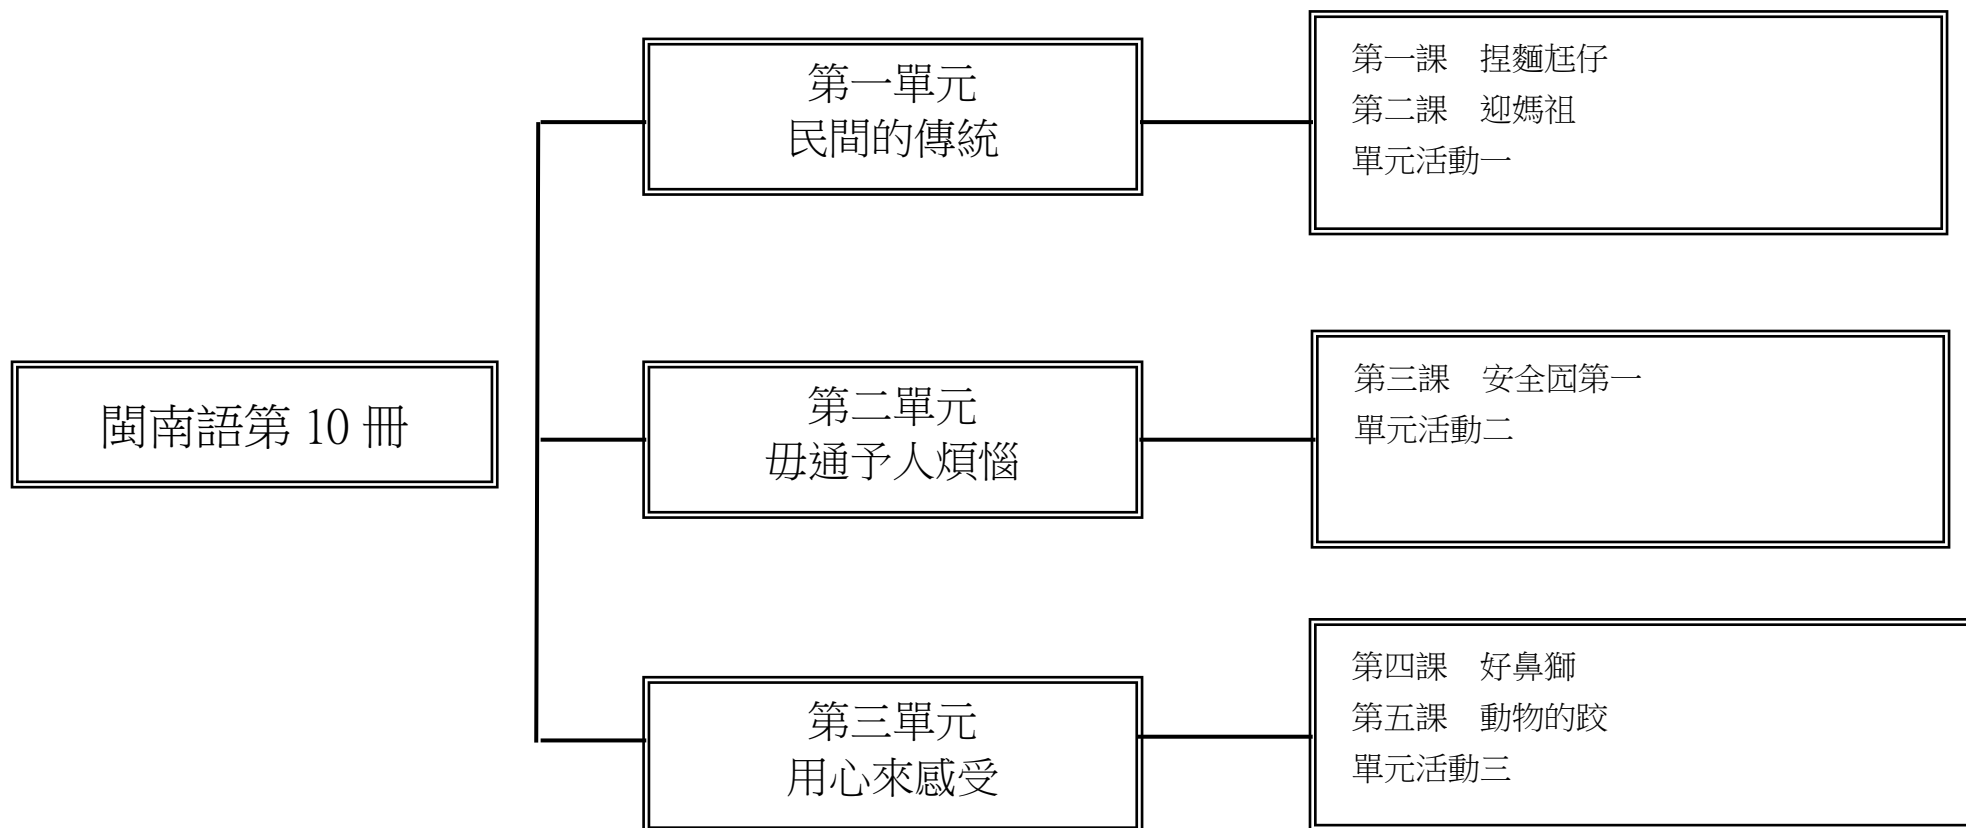 閩南語第 10 冊
第一單元
民間的傳統
第一課　捏麵尪仔
第二課　迎媽祖
單元活動一
第二單元
毋通予人煩惱
第三課　安全囥第一
單元活動二
第三單元
用心來感受
第四課　好鼻獅
第五課　動物的跤
單元活動三